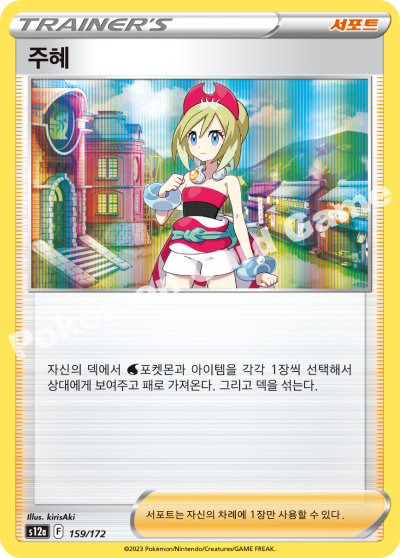 TRAINER'S 서포트
주혜
Pokémon Card Game
자신의 덱에서 포켓몬과 아이템을 각각 1장씩 선택해서
상대에게 보여주고 패로 가져온다. 그리고 덱을 섞는다.
Illus. kirisAki
s12a F 159/172
서포트는 자신의 차례에 1장만 사용할 수 있다.
©2023 Pokémon/Nintendo/Creatures/GAME FREAK.